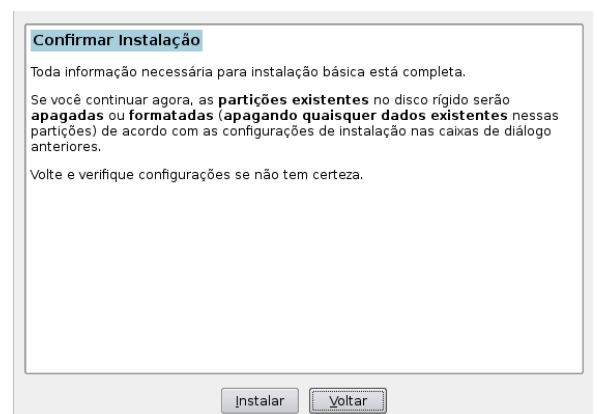 Confirmar Instalação
Toda informação necessária para instalação básica está completa.
Se você continuar agora, as partições existentes no disco rígido serão
apagadas ou formatadas (apagando quaisquer dados existentes nessas
partições) de acordo com as configurações de instalação nas caixas de diálogo
anteriores.
Volte e verifique configurações se não tem certeza.
Instalar
Voltar